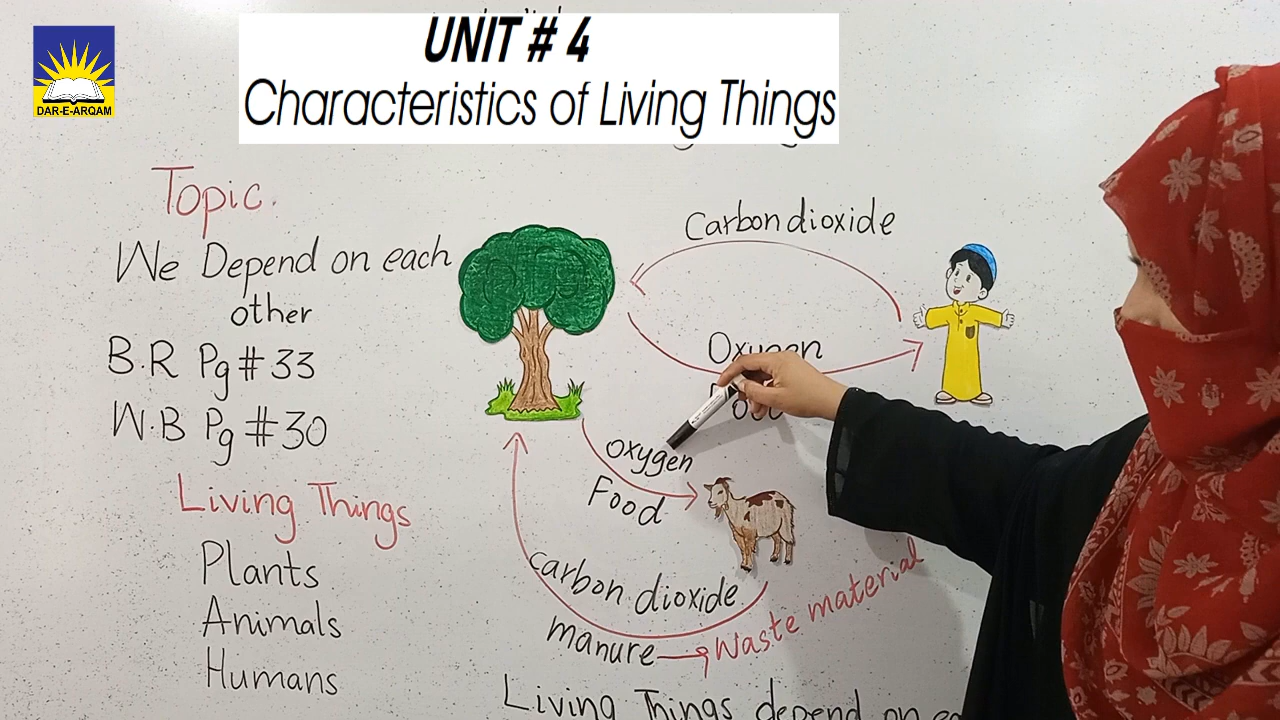 DAR-E-ARQAM
UNIT # 4
Characteristics of Living Things
Topic.
We Depend on each
other
B.R Pg # 33
W.B Pg #30
Living Things
Plants
Animals
Humans
Carbon dioxide
Oxygen
oxygen
Food
carbon dioxide
manure → Waste material
Living Things depend on